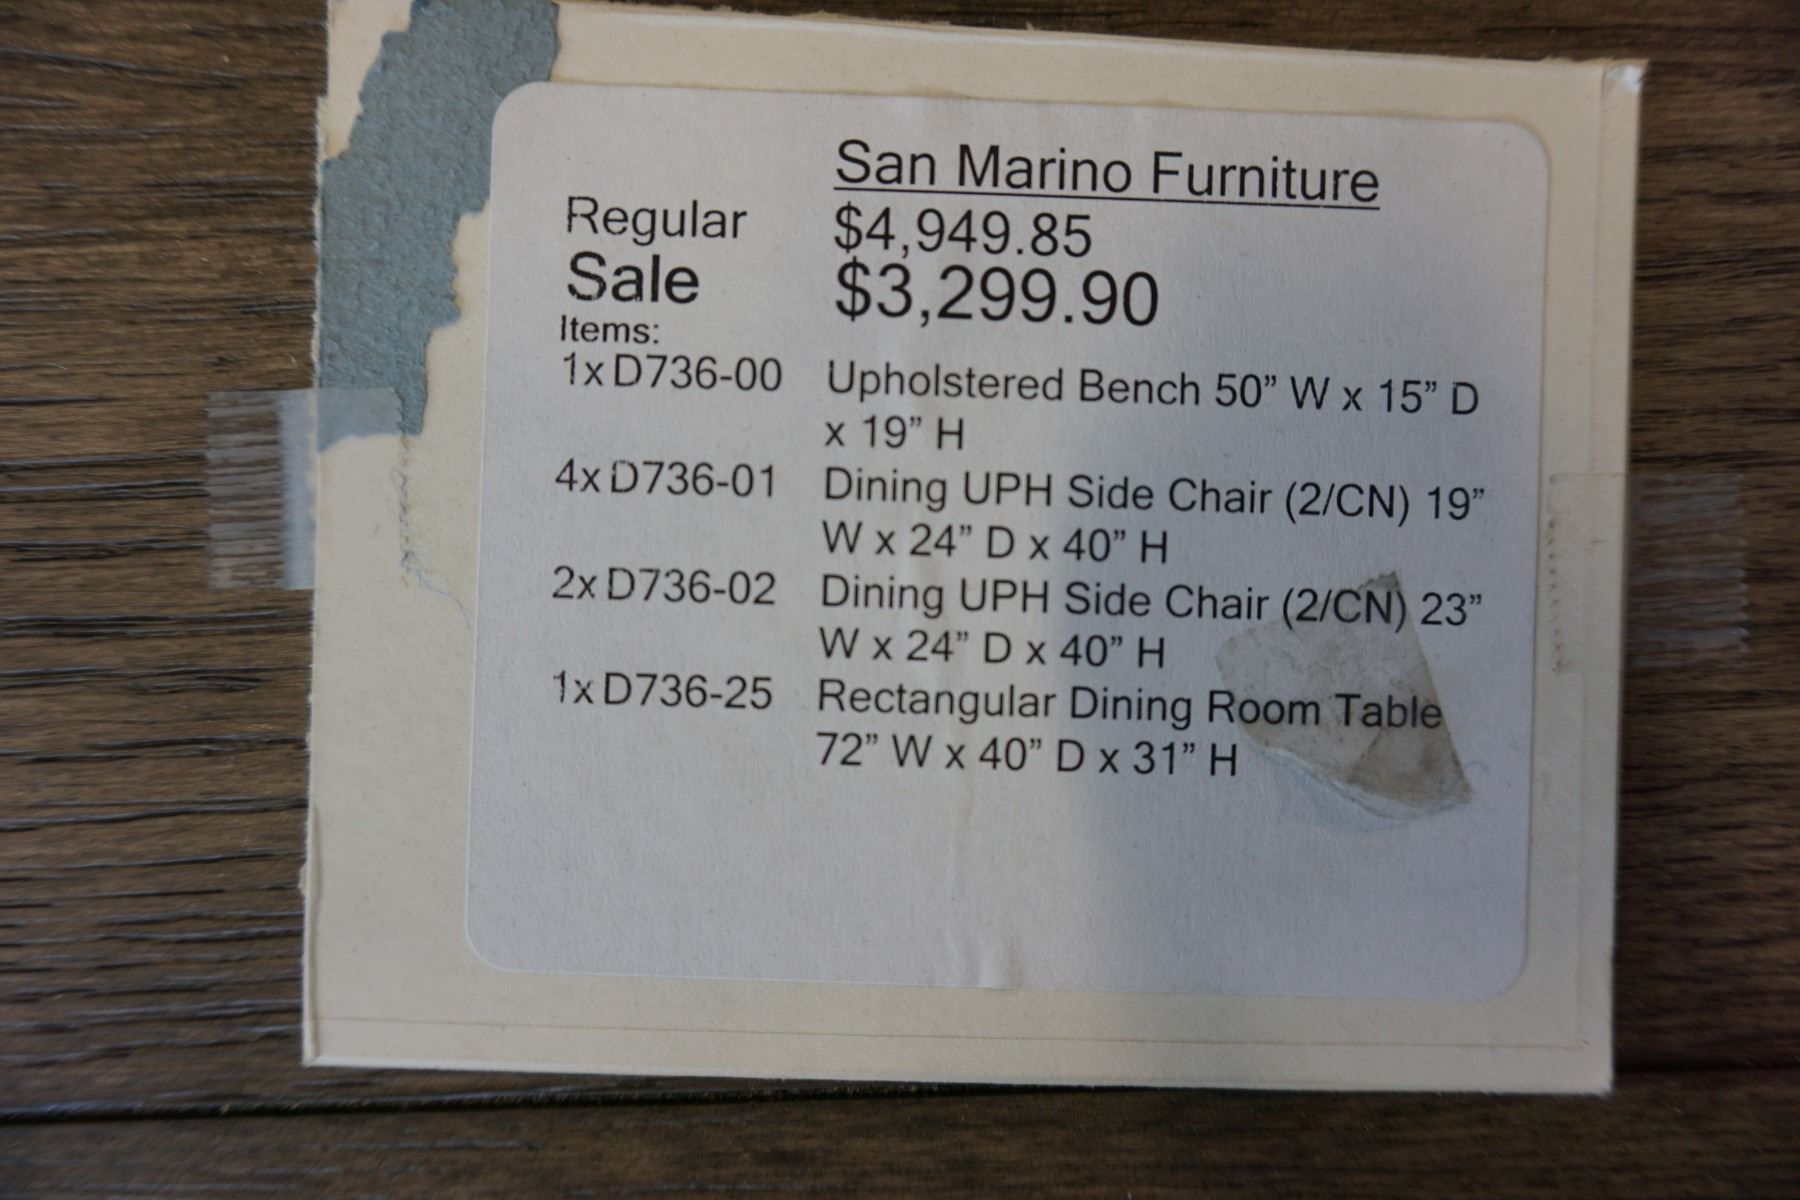 San Marino Furniture
Regular $4,949.85
Sale $3,299.90
Items:
1x D736-00 Upholstered Bench 50” W x 15” D
x 19” H
4x D736-01 Dining UPH Side Chair (2/CN) 19”
W x 24” D x 40” H
2x D736-02 Dining UPH Side Chair (2/CN) 23”
W x 24” D x 40” H
1x D736-25 Rectangular Dining Room Table
72” W x 40” D x 31” H